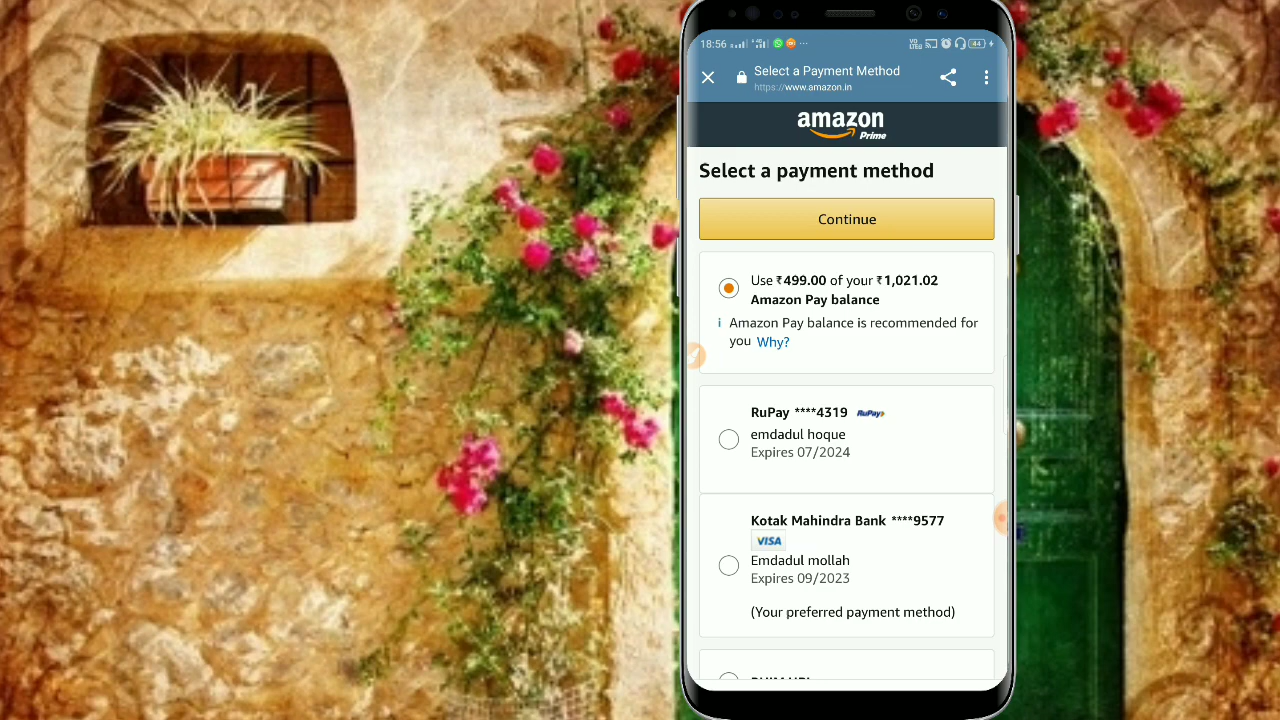 18:56
Select a Payment Method
https://www.amazon.in
amazon
Prime
Select a payment method
Continue
Use ₹499.00 of your ₹1,021.02
Amazon Pay balance
i Amazon Pay balance is recommended for
you Why?
RuPay ****4319 RuPay
emdadul hoque
Expires 07/2024
Kotak Mahindra Bank ****9577
VISA
Emdadul mollah
Expires 09/2023
(Your preferred payment method)